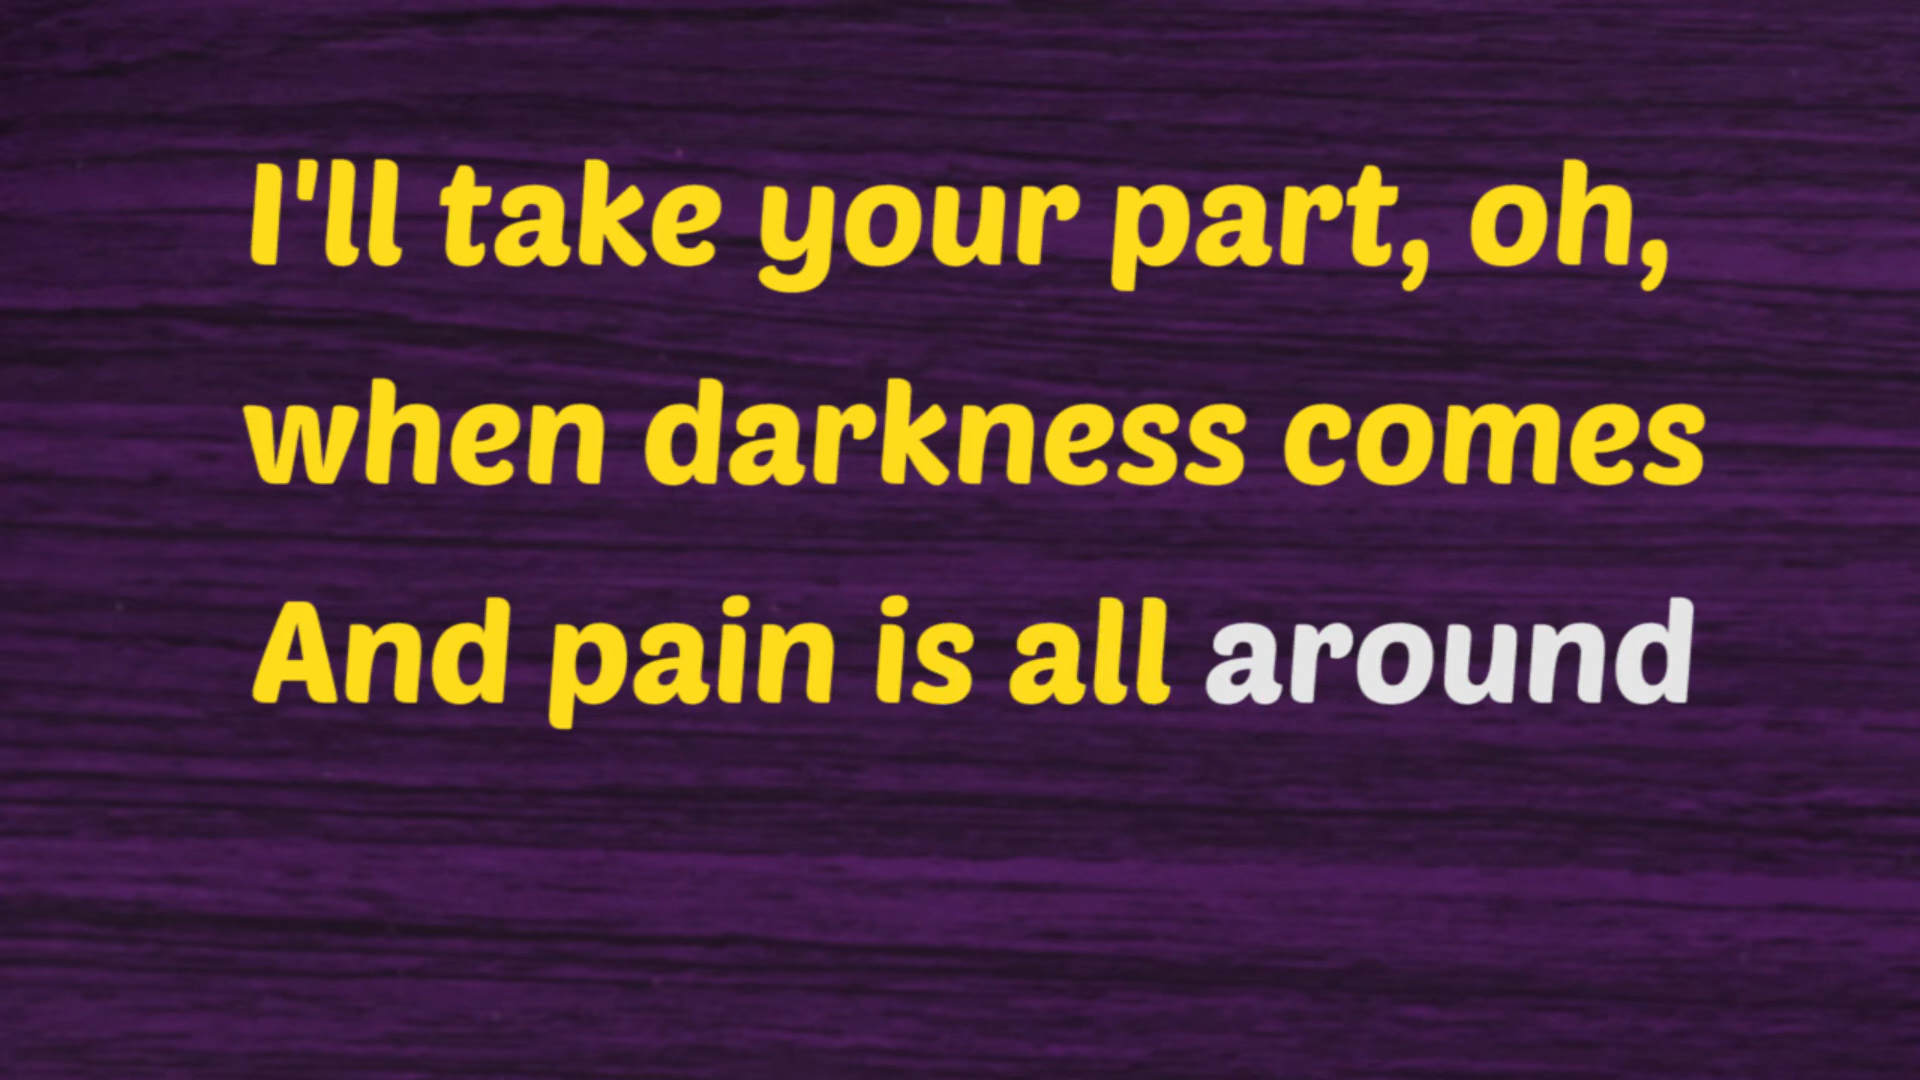 I'll take your part, oh,
when darkness comes
And pain is all around